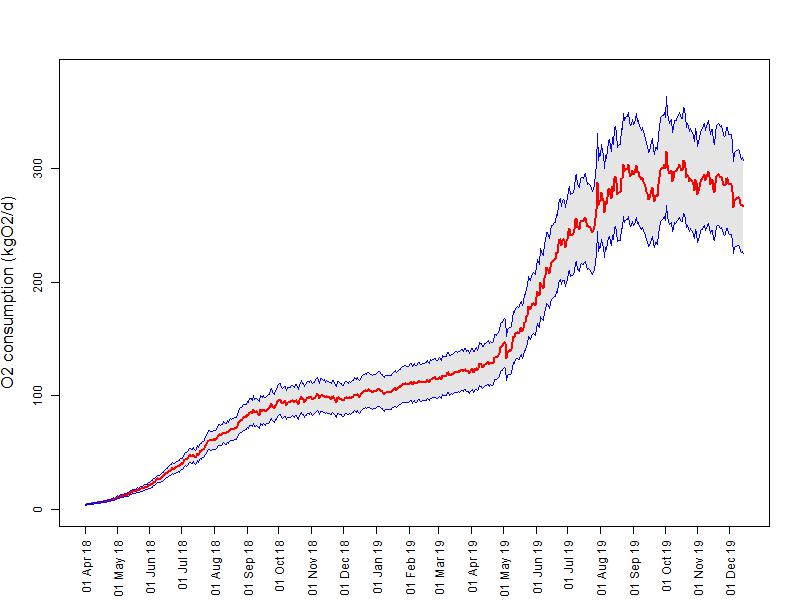 O2 consumption (kgO2/d)
300
200
100
0
01 Apr 18
01 May 18
01 Jun 18
01 Jul 18
01 Aug 18
01 Sep 18
01 Oct 18
01 Nov 18
01 Dec 18
01 Jan 19
01 Feb 19
01 Mar 19
01 Apr 19
01 May 19
01 Jun 19
01 Jul 19
01 Aug 19
01 Sep 19
01 Oct 19
01 Nov 19
01 Dec 19